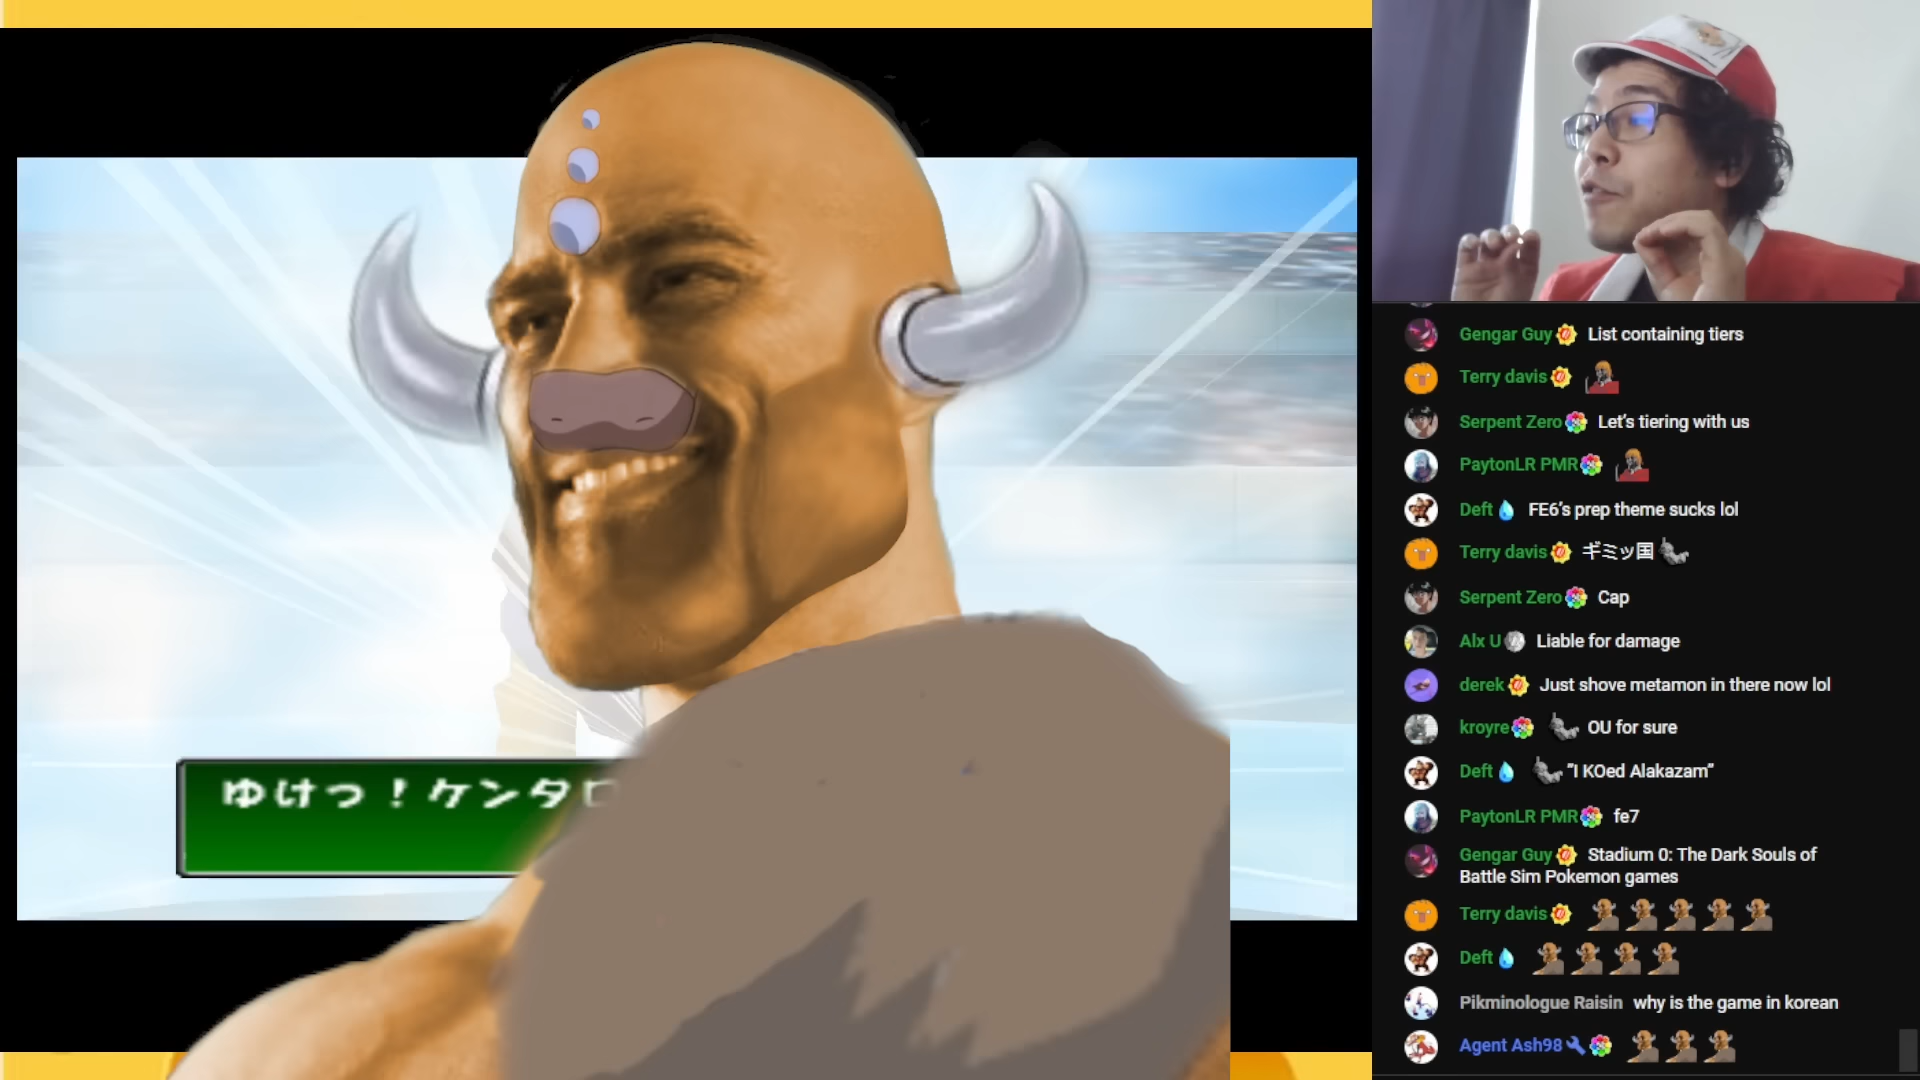 ゆけっ！ケンタロ
Gengar Guy List containing tiers
Terry davis
Serpent Zero Let's tiering with us
PaytonLR PMR
Deft FE6's prep theme sucks lol
Terry davis ギミッ国
Serpent Zero Cap
Alx U Liable for damage
derek Just shove metamon in there now lol
kroyre OU for sure
Deft "I KOed Alakazam"
PaytonLR PMR fe7
Gengar Guy Stadium 0: The Dark Souls of
Battle Sim Pokemon games
Terry davis
Deft
Pikminologue Raisin why is the game in korean
Agent Ash98